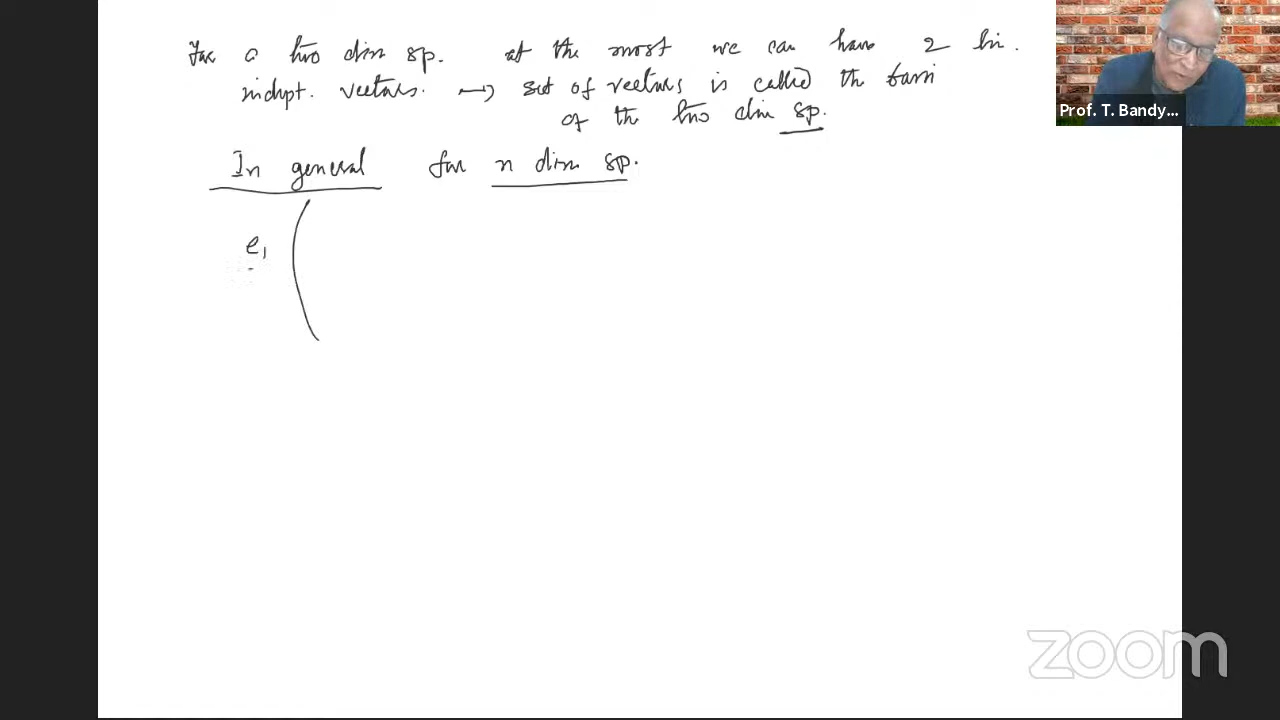 For a two dim sp. at the most we can have 2 lin.
indept. vectors. → set of vectors is called the basis
of the two dim sp.
In general for n dim sp.
e₁ (
Prof. T. Bandy...
zoom